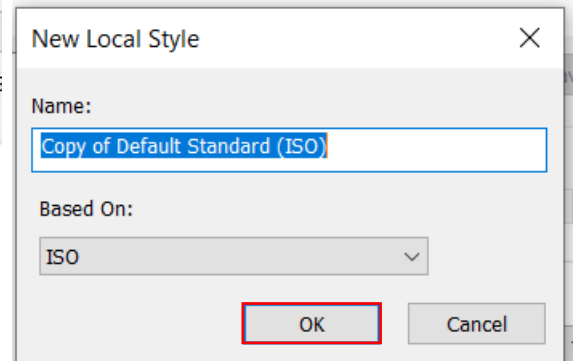 New Local Style
Name:
Copy of Default Standard (ISO)
Based On:
ISO
OK
Cancel